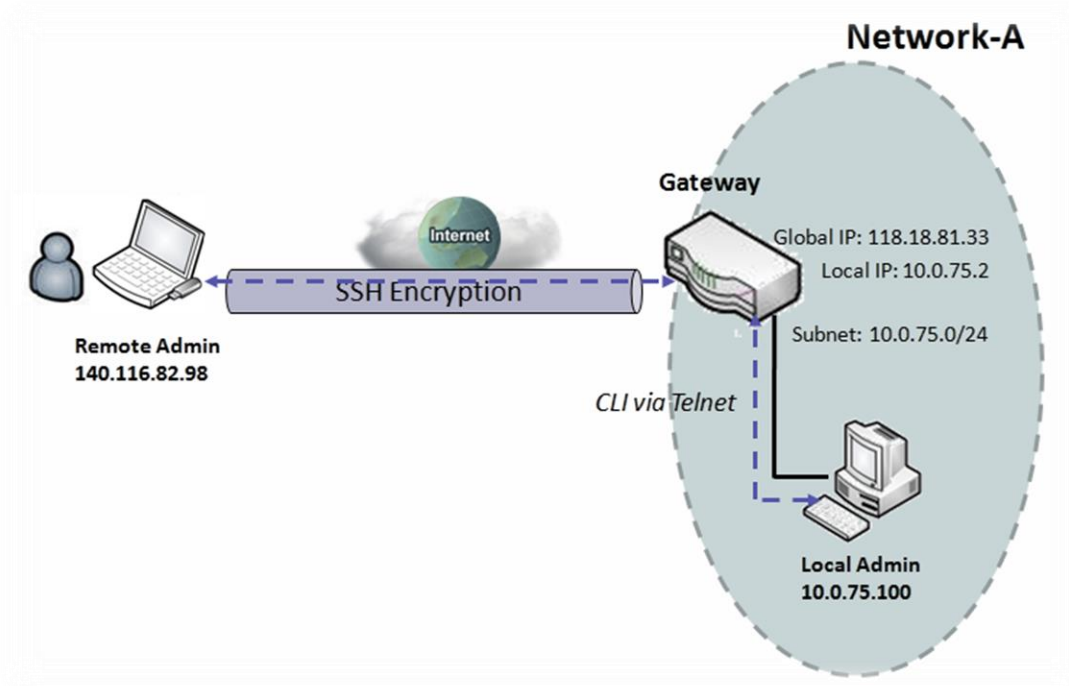 Network-A
Gateway
Internet
Global IP: 118.18.81.33
Local IP: 10.0.75.2
SSH Encryption
Subnet: 10.0.75.0/24
Remote Admin
140.116.82.98
CLI via Telnet
Local Admin
10.0.75.100